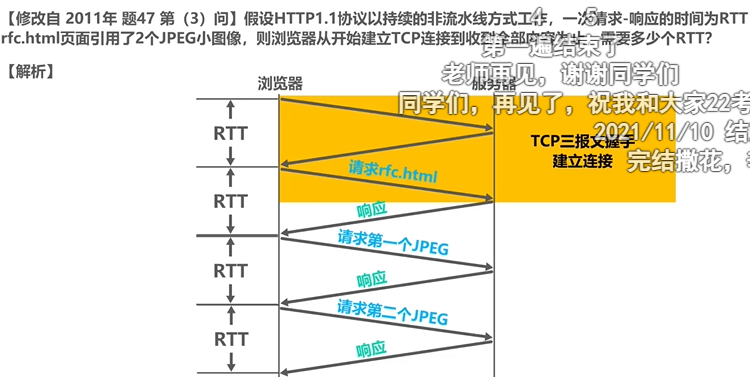 【修改自 2011年 题47 第（3）问】假设HTTP1.1协议以持续的非流水线方式工作，一次请求-响应的时间为RTT
rfc.html页面引用了2个JPEG小图像，则浏览器从开始建立TCP连接到收到全部内容为止，需要多少个RTT？
4 5
第一遍结束了
【解析】
老师再见，谢谢同学们
浏览器
服务器
同学们，再见了，祝我和大家22考
2021/11/10 结
完结撒花，
RTT
TCP三报文握手
建立连接
RTT
请求rfc.html
响应
RTT
请求第一个JPEG
响应
RTT
请求第二个JPEG
响应